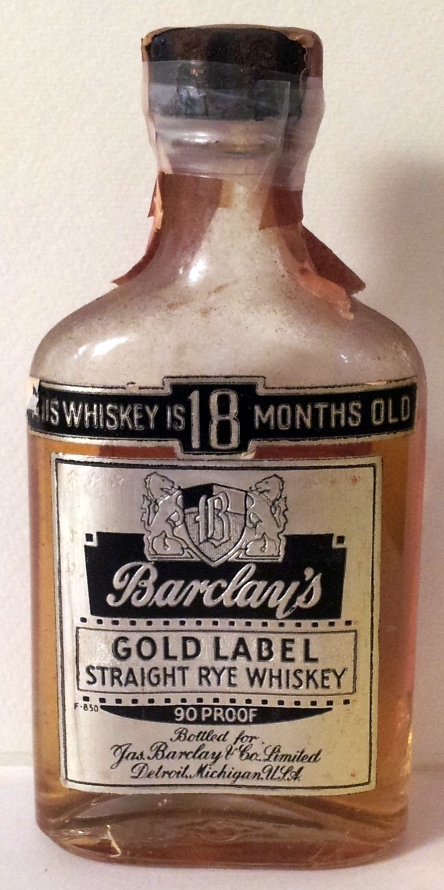 THIS WHISKEY IS 18 MONTHS OLD
B
Barclay's
GOLD LABEL
STRAIGHT RYE WHISKEY
F-850
90 PROOF
Bottled for
Jas. Barclay & Co. Limited
Detroit, Michigan, U.S.A.